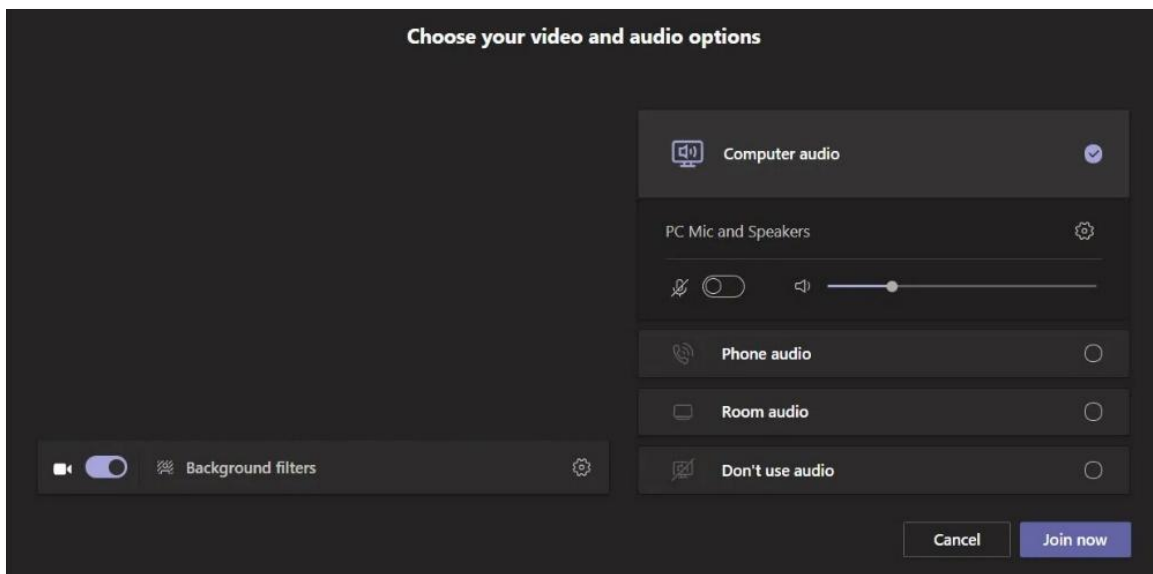 Choose your video and audio options
Computer audio
PC Mic and Speakers
Phone audio
Room audio
Background filters
Don't use audio
Cancel
Join now